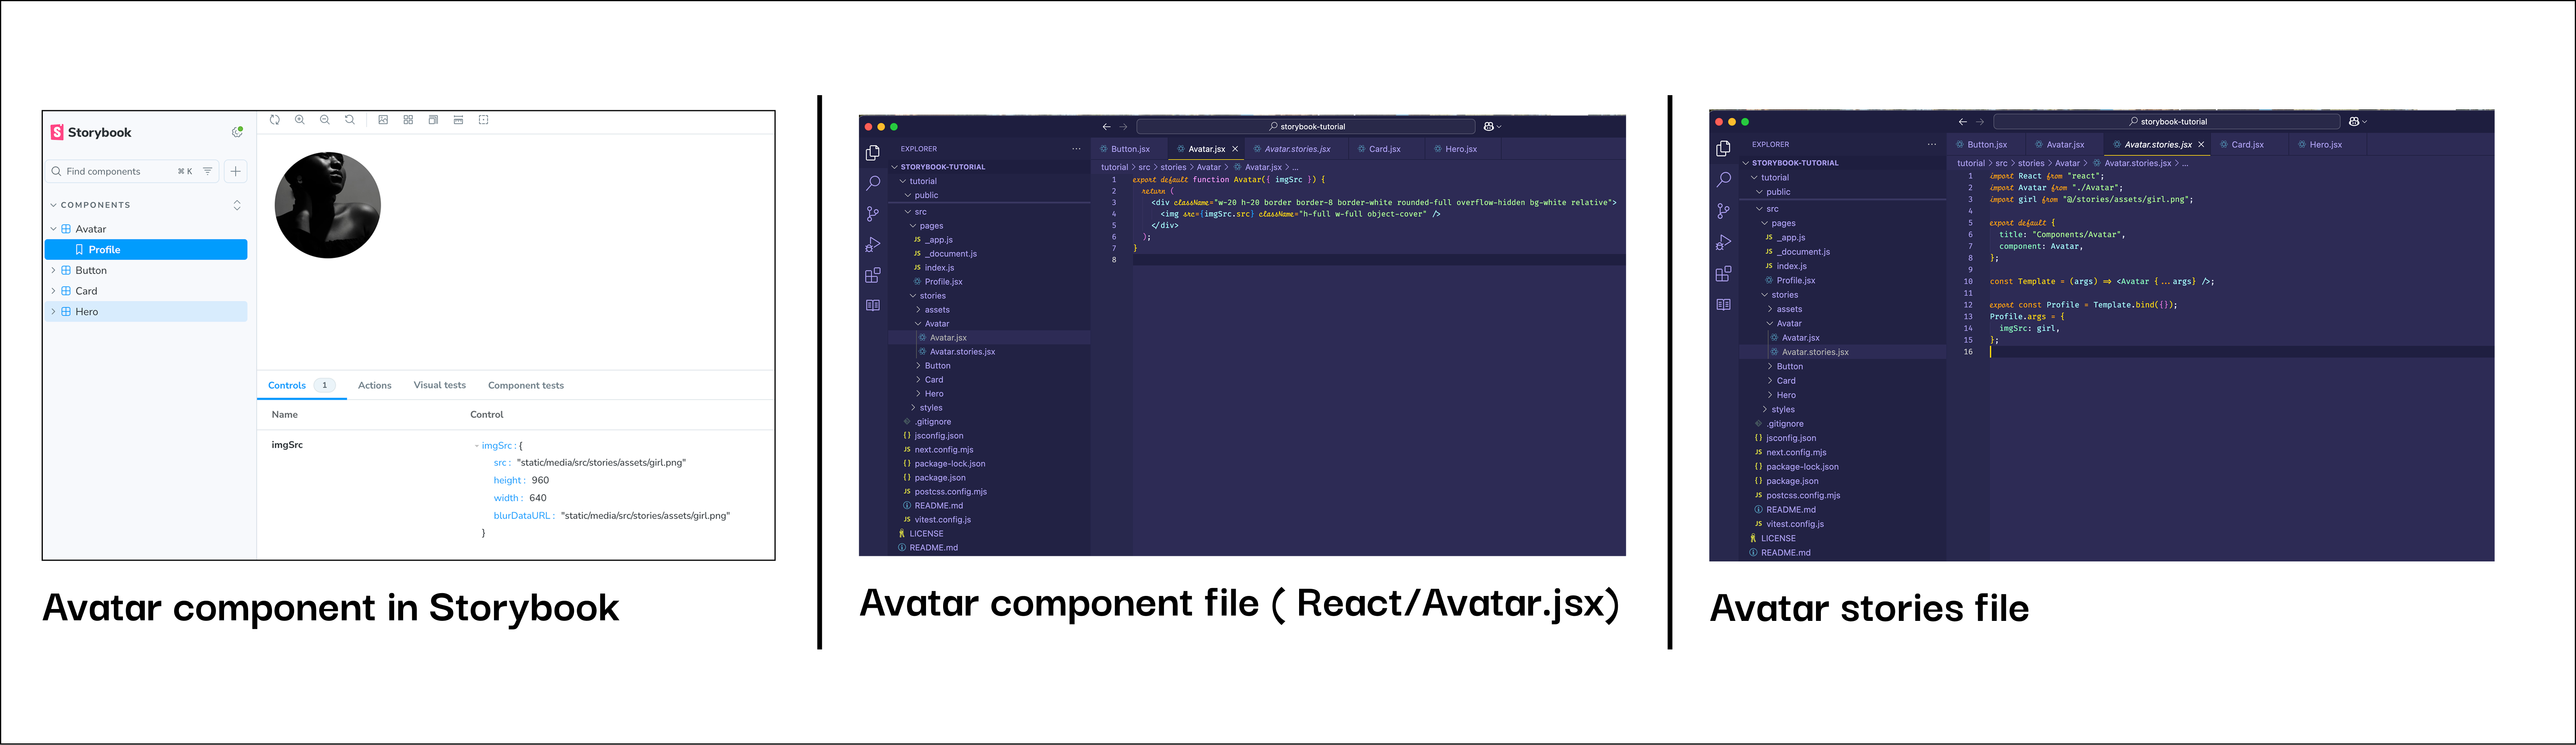 Storybook
Find components
⌘ K
COMPONENTS
Avatar
Profile
Button
Card
Hero
Controls 1 Actions Visual tests Component tests
Name Control
imgSrc
- imgSrc : {
src : "static/media/src/stories/assets/girl.png"
height : 960
width : 640
blurDataURL : "static/media/src/stories/assets/girl.png"
}
Avatar component in Storybook
storybook-tutorial
EXPLORER ...
Button.jsx Avatar.jsx Avatar.stories.jsx Card.jsx Hero.jsx
STORYBOOK-TUTORIAL
tutorial
public
src
pages
JS _app.js
JS _document.js
JS index.js
Profile.jsx
stories
assets
Avatar
Avatar.jsx
Avatar.stories.jsx
Button
Card
Hero
styles
.gitignore
{} jsconfig.json
JS next.config.mjs
{} package-lock.json
{} package.json
JS postcss.config.mjs
README.md
JS vitest.config.js
LICENSE
README.md
tutorial > src > stories > Avatar > Avatar.jsx > ...
1 export default function Avatar({ imgSrc }) {
2 return (
3 <div className="w-20 h-20 border border-8 border-white rounded-full overflow-hidden bg-white relative">
4 <img src={imgSrc.src} className="h-full w-full object-cover" />
5 </div>
6 );
7 }
8
Avatar component file ( React/Avatar.jsx)
storybook-tutorial
EXPLORER ...
Button.jsx Avatar.jsx Avatar.stories.jsx Card.jsx Hero.jsx
STORYBOOK-TUTORIAL
tutorial
public
src
pages
JS _app.js
JS _document.js
JS index.js
Profile.jsx
stories
assets
Avatar
Avatar.jsx
Avatar.stories.jsx
Button
Card
Hero
styles
.gitignore
{} jsconfig.json
JS next.config.mjs
{} package-lock.json
{} package.json
JS postcss.config.mjs
README.md
JS vitest.config.js
LICENSE
README.md
tutorial > src > stories > Avatar > Avatar.stories.jsx > ...
1 import React from "react";
2 import Avatar from "./Avatar";
3 import girl from "@/stories/assets/girl.png";
4
5 export default {
6 title: "Components/Avatar",
7 component: Avatar,
8 };
9
10 const Template = (args) => <Avatar {...args} />;
11
12 export const Profile = Template.bind({});
13 Profile.args = {
14 imgSrc: girl,
15 };
16
Avatar stories file